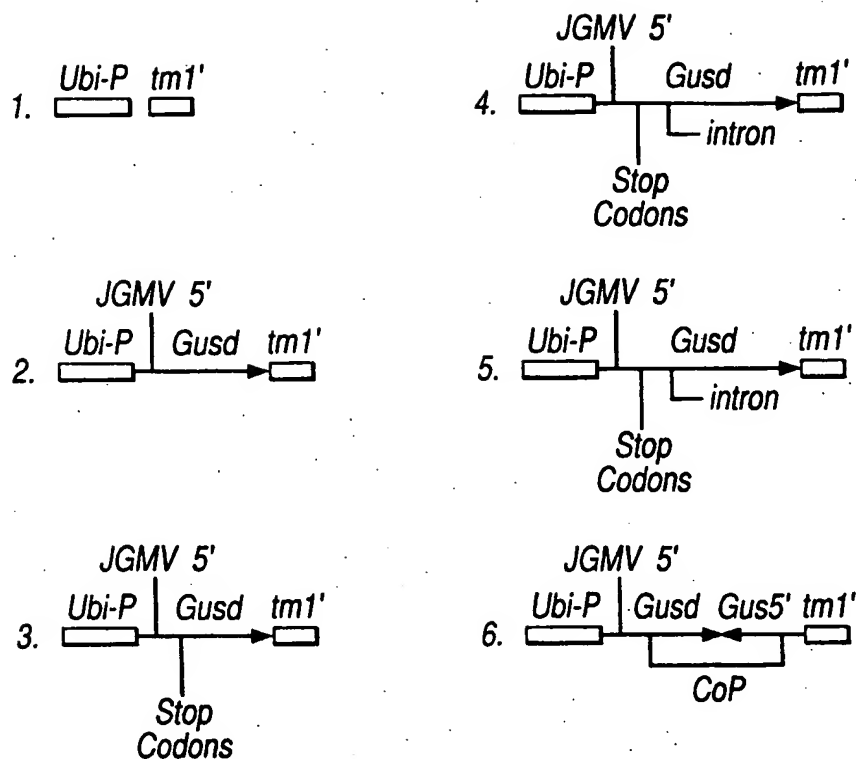 1. Ubi-P tm1'
2. JGMV 5'
Ubi-P Gusd tm1'
3. JGMV 5'
Ubi-P Gusd tm1'
Stop
Codons
4. JGMV 5'
Ubi-P Gusd tm1'
intron
Stop
Codons
5. JGMV 5'
Ubi-P Gusd tm1'
intron
Stop
Codons
6. JGMV 5'
Ubi-P Gusd Gus5' tm1'
CoP